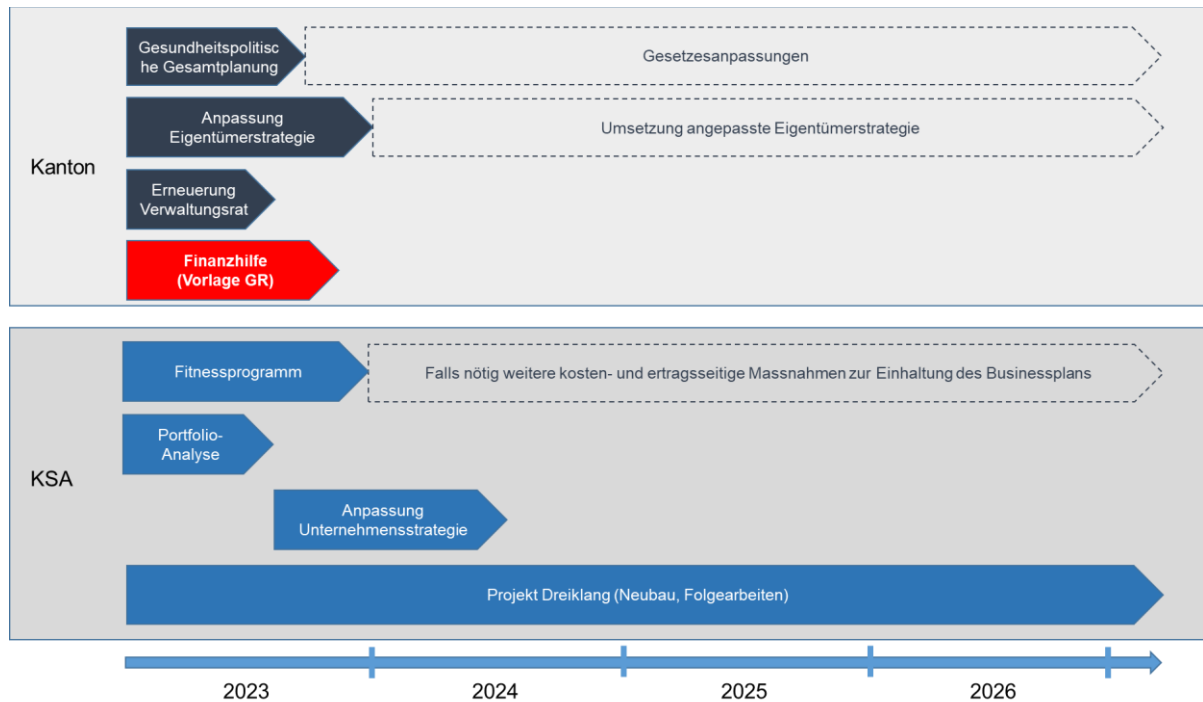 Kanton
Gesundheitspolitisc
he Gesamtplanung
Gesetzesanpassungen
Anpassung
Eigentümerstrategie
Umsetzung angepasste Eigentümerstrategie
Erneuerung
Verwaltungsrat
Finanzhilfe
(Vorlage GR)
KSA
Fitnessprogramm
Falls nötig weitere kosten- und ertragsseitige Massnahmen zur Einhaltung des Businessplans
Portfolio-
Analyse
Anpassung
Unternehmensstrategie
Projekt Dreiklang (Neubau, Folgearbeiten)
2023
2024
2025
2026